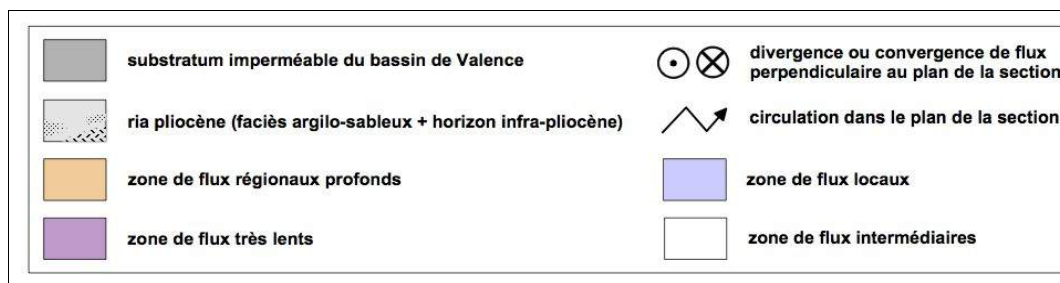 substratum imperméable du bassin de Valence
ria pliocène (faciès argilo-sableux + horizon infra-pliocène)
zone de flux régionaux profonds
zone de flux très lents
divergence ou convergence de flux
perpendiculaire au plan de la section
circulation dans le plan de la section
zone de flux locaux
zone de flux intermédiaires